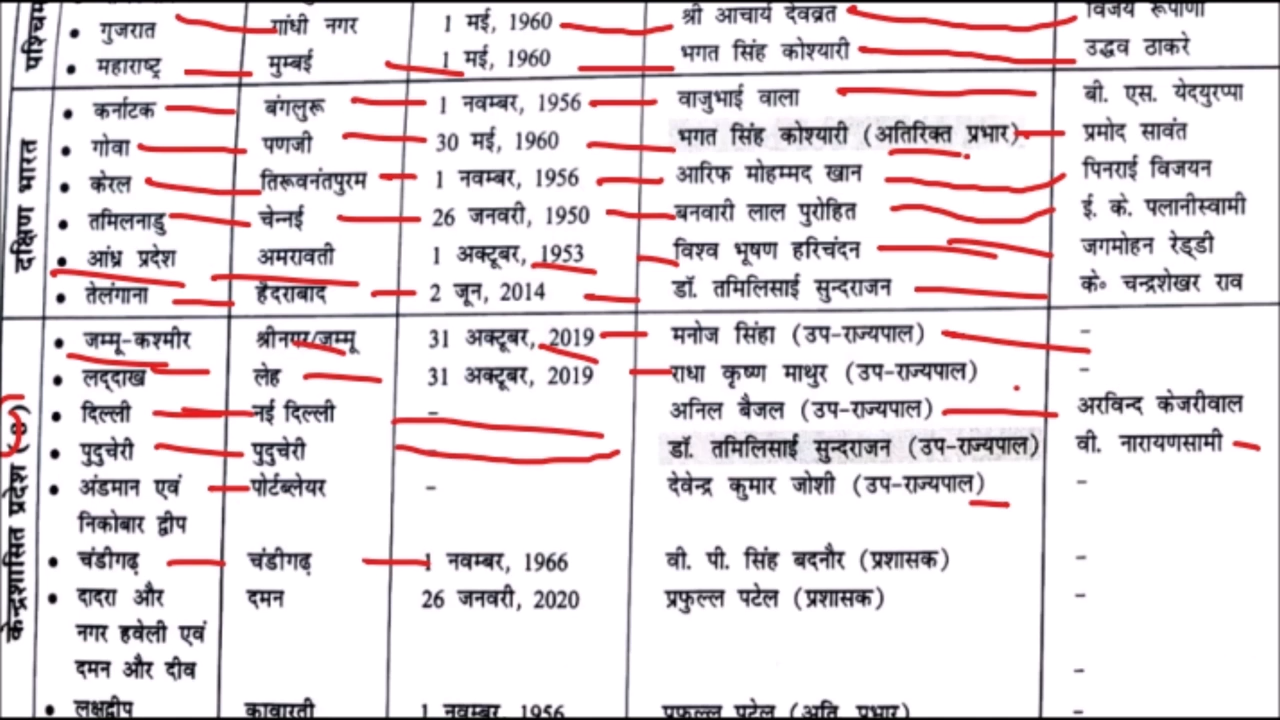 पश्चिम
• गुजरात गांधी नगर 1 मई, 1960 श्री आचार्य देवव्रत विजय रूपाणी
• महाराष्ट्र मुम्बई 1 मई, 1960 भगत सिंह कोश्यारी उद्धव ठाकरे
दक्षिण भारत
• कर्नाटक बंगलुरू 1 नवम्बर, 1956 वाजुभाई वाला बी. एस. येदयुरप्पा
• गोवा पणजी 30 मई, 1960 भगत सिंह कोश्यारी (अतिरिक्त प्रभार) प्रमोद सावंत
• केरल तिरूवनंतपुरम 1 नवम्बर, 1956 आरिफ मोहम्मद खान पिनराई विजयन
• तमिलनाडु चेन्नई 26 जनवरी, 1950 बनवारी लाल पुरोहित ई. के. पलानीस्वामी
• आंध्र प्रदेश अमरावती 1 अक्टूबर, 1953 विश्व भूषण हरिचंदन जगमोहन रेड्डी
• तेलंगाना हैदराबाद 2 जून, 2014 डॉ. तमिलिसाई सुन्दराजन के॰ चन्द्रशेखर राव
केन्द्रशासित प्रदेश
• जम्मू-कश्मीर श्रीनगर/जम्मू 31 अक्टूबर, 2019 मनोज सिंहा (उप-राज्यपाल) -
• लद्दाख लेह 31 अक्टूबर, 2019 राधा कृष्ण माथुर (उप-राज्यपाल) -
• दिल्ली नई दिल्ली - अनिल बैजल (उप-राज्यपाल) अरविन्द केजरीवाल
• पुदुचेरी पुदुचेरी - डॉ. तमिलिसाई सुन्दराजन (उप-राज्यपाल) वी. नारायणसामी
• अंडमान एवं पोर्टब्लेयर - देवेन्द्र कुमार जोशी (उप-राज्यपाल) -
निकोबार द्वीप
• चंडीगढ़ चंडीगढ़ 1 नवम्बर, 1966 वी. पी. सिंह बदनौर (प्रशासक) -
• दादरा और दमन 26 जनवरी, 2020 प्रफुल्ल पटेल (प्रशासक) -
नगर हवेली एवं
दमन और दीव -
• लक्षद्वीप कावारती 1 नवम्बर, 1956 प्रफुल्ल पटेल (अति प्रभार) -